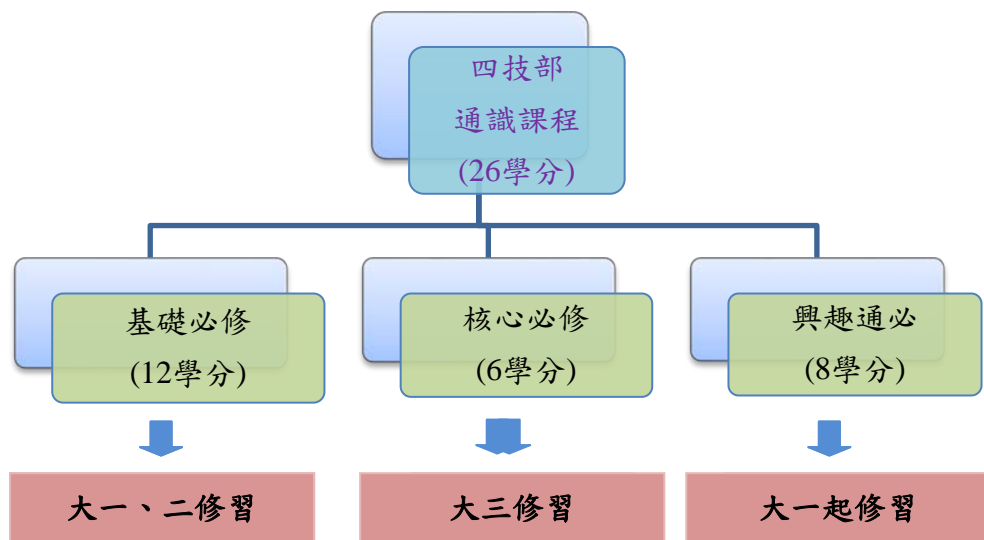 四技部
通識課程
(26學分)
基礎必修
(12學分)
核心必修
(6學分)
興趣通必
(8學分)
大一、二修習
大三修習
大一起修習